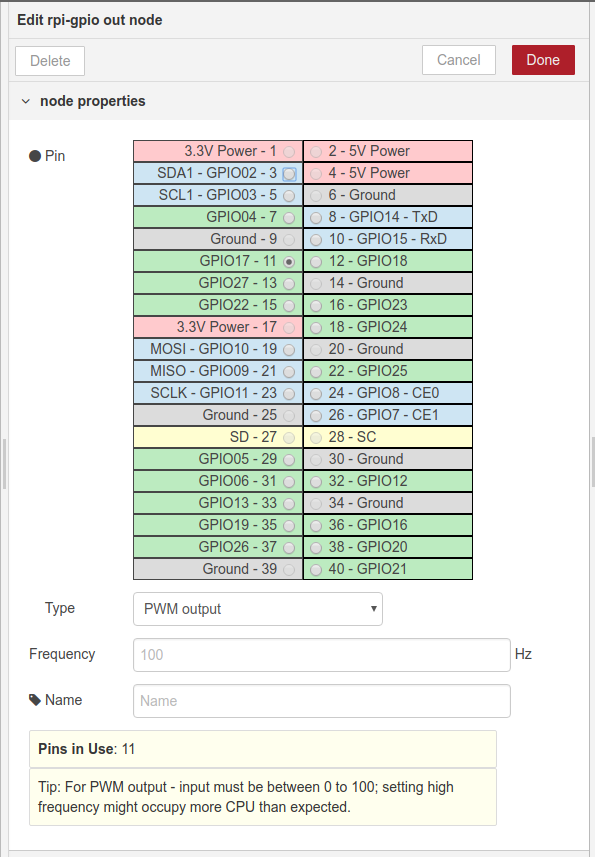 Edit rpi-gpio out node
Delete Cancel Done
node properties
Pin
3.3V Power - 1 2 - 5V Power
SDA1 - GPIO02 - 3 4 - 5V Power
SCL1 - GPIO03 - 5 6 - Ground
GPIO04 - 7 8 - GPIO14 - TxD
Ground - 9 10 - GPIO15 - RxD
GPIO17 - 11 12 - GPIO18
GPIO27 - 13 14 - Ground
GPIO22 - 15 16 - GPIO23
3.3V Power - 17 18 - GPIO24
MOSI - GPIO10 - 19 20 - Ground
MISO - GPIO09 - 21 22 - GPIO25
SCLK - GPIO11 - 23 24 - GPIO8 - CE0
Ground - 25 26 - GPIO7 - CE1
SD - 27 28 - SC
GPIO05 - 29 30 - Ground
GPIO06 - 31 32 - GPIO12
GPIO13 - 33 34 - Ground
GPIO19 - 35 36 - GPIO16
GPIO26 - 37 38 - GPIO20
Ground - 39 40 - GPIO21
Type PWM output
Frequency 100 Hz
Name Name
Pins in Use: 11
Tip: For PWM output - input must be between 0 to 100; setting high
frequency might occupy more CPU than expected.